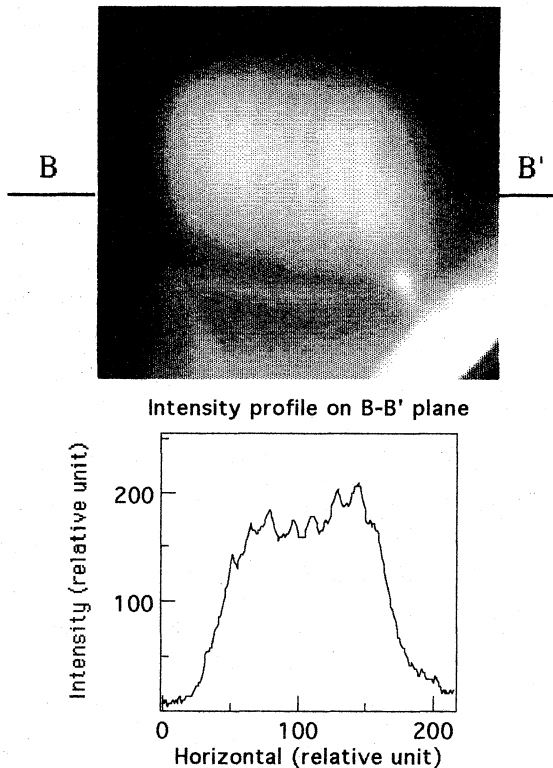 B B'
Intensity profile on B-B' plane
Intensity (relative unit)
200
100
0 100 200
Horizontal (relative unit)